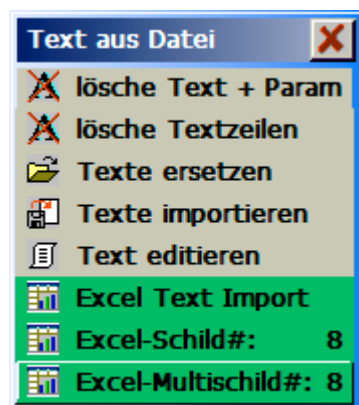 Text aus Datei
lösche Text + Param
lösche Textzeilen
Texte ersetzen
Texte importieren
Text editieren
Excel Text Import
Excel-Schild#: 8
Excel-Multischild#: 8